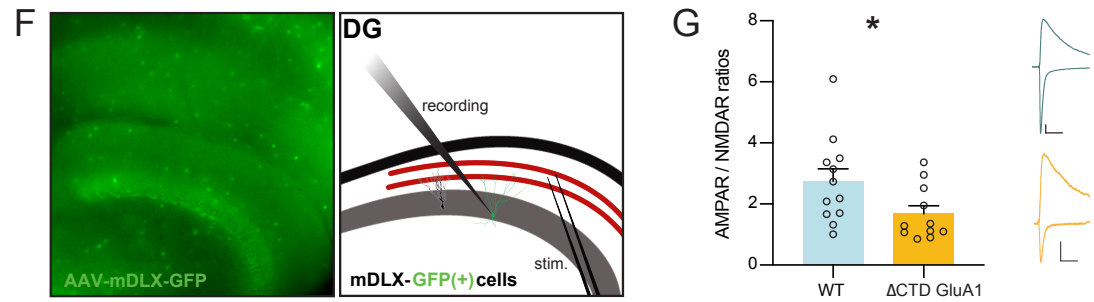 F
AAV-mDLX-GFP
DG
recording
stim.
mDLX-GFP(+) cells
G
AMPAR / NMDAR ratios
8
6
4
2
0
*
WT
ΔCTD GluA1